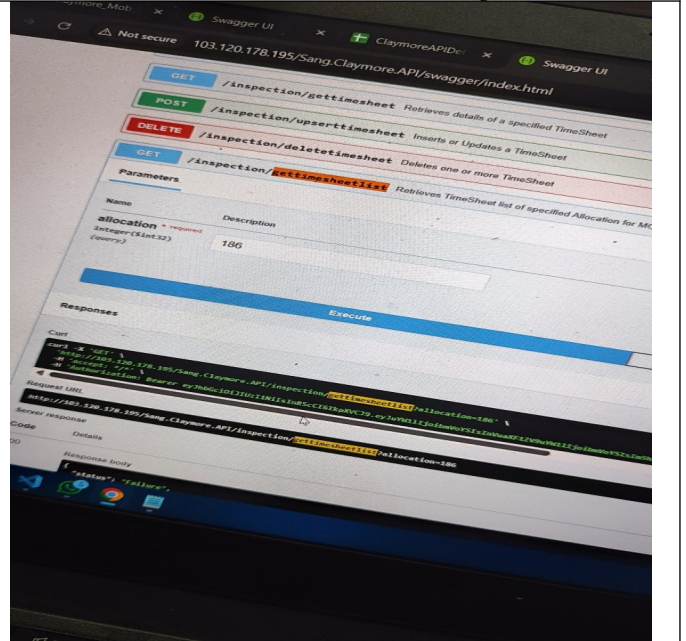 Swagger UI
ClaymoreAPIDe
Swagger UI
Not secure 103.120.178.195/Sang.Claymore.API/swagger/index.html
GET /inspection/gettimesheet Retrieves details of a specified TimeSheet
POST /inspection/upserttimesheet Inserts or Updates a TimeSheet
DELETE /inspection/deletetimesheet Deletes one or more TimeSheet
GET /inspection/gettimesheetlist Retrieves TimeSheet list of specified Allocation for MO
Parameters
Name Description
allocation * required
integer($int32)
(query)
186
Execute
Responses
Curl
curl -X 'GET' \
'http://103.120.178.195/Sang.Claymore.API/inspection/gettimesheetlist?allocation=186' \
-H 'accept: */*' \
-H 'Authorization: Bearer
Request URL
http://103.120.178.195/Sang.Claymore.API/inspection/gettimesheetlist?allocation=186
Server response
Code Details
Response body
{
"status": "Failure",